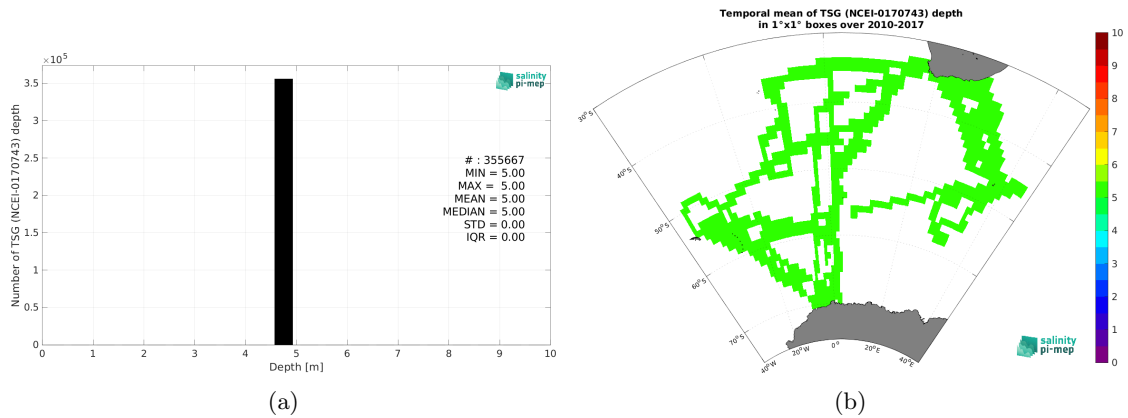 ×10⁵
3.5
3
2.5
2
1.5
1
0.5
0
Number of TSG (NCEI-0170743) depth
salinity
pi-mep
# : 355667
MIN = 5.00
MAX = 5.00
MEAN = 5.00
MEDIAN = 5.00
STD = 0.00
IQR = 0.00
0 1 2 3 4 5 6 7 8 9 10
Depth [m]
(a)
Temporal mean of TSG (NCEI-0170743) depth
in 1°x1° boxes over 2010-2017
30°S
40°S
50°S
60°S
70°S
40°W
20°W
0°
20°E
40°E
10
9
8
7
6
5
4
3
2
1
0
salinity
pi-mep
(b)